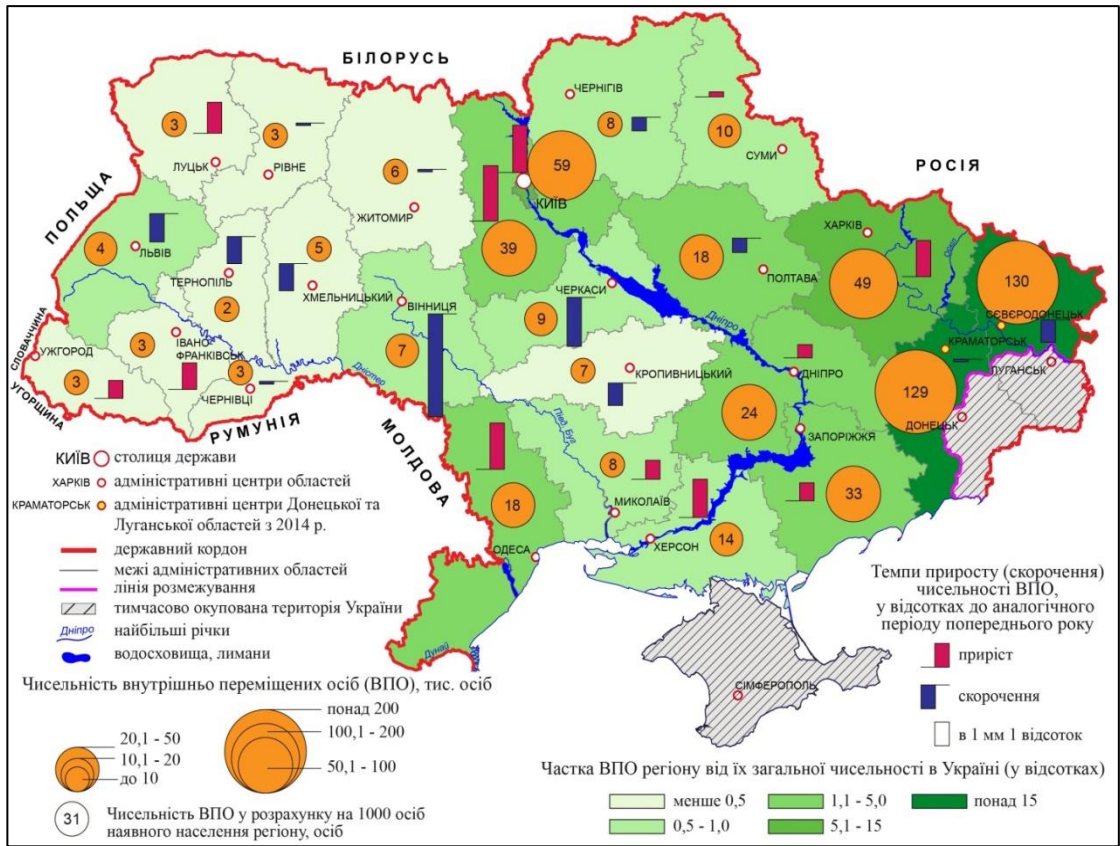 БІЛОРУСЬ
ПОЛЬЩА
СЛОВАЧЧИНА
УГОРЩИНА
РУМУНІЯ
МОЛДОВА
РОСІЯ
ЧЕРНІГІВ
8
10
СУМИ
3
ЛУЦЬК
3
РІВНЕ
6
ЖИТОМИР
59
КИЇВ
39
4
ЛЬВІВ
ТЕРНОПІЛЬ
2
5
ХМЕЛЬНИЦЬКИЙ
ВІННИЦЯ
7
ЧЕРКАСИ
9
18
ПОЛТАВА
ХАРКІВ
49
130
СЄВЄРОДОНЕЦЬК
КРАМАТОРСЬК
129
ЛУГАНСЬК
ДОНЕЦЬК
УЖГОРОД
3
3
ІВАНО
ФРАНКІВСЬК
3
ЧЕРНІВЦІ
Дністер
Дніпро
Півд. Буг
7
КРОПИВНИЦЬКИЙ
ДНІПРО
24
ЗАПОРІЖЖЯ
33
8
МИКОЛАЇВ
ХЕРСОН
14
18
ОДЕСА
Дунай
СІМФЕРОПОЛЬ
КИЇВ столиця держави
ХАРКІВ адміністративні центри областей
КРАМАТОРСЬК адміністративні центри Донецької та
Луганської областей з 2014 р.
державний кордон
межі адміністративних областей
лінія розмежування
тимчасово окупована територія України
Дніпро найбільші річки
водосховища, лимани
Чисельність внутрішньо переміщених осіб (ВПО), тис. осіб
20,1 - 50
10,1 - 20
до 10
понад 200
100,1 - 200
50,1 - 100
31 Чисельність ВПО у розрахунку на 1000 осіб
наявного населення регіону, осіб
Темпи приросту (скорочення)
чисельності ВПО,
у відсотках до аналогічного
періоду попереднього року
приріст
скорочення
в 1 мм 1 відсоток
Частка ВПО регіону від їх загальної чисельності в Україні (у відсотках)
менше 0,5
0,5 - 1,0
1,1 - 5,0
5,1 - 15
понад 15